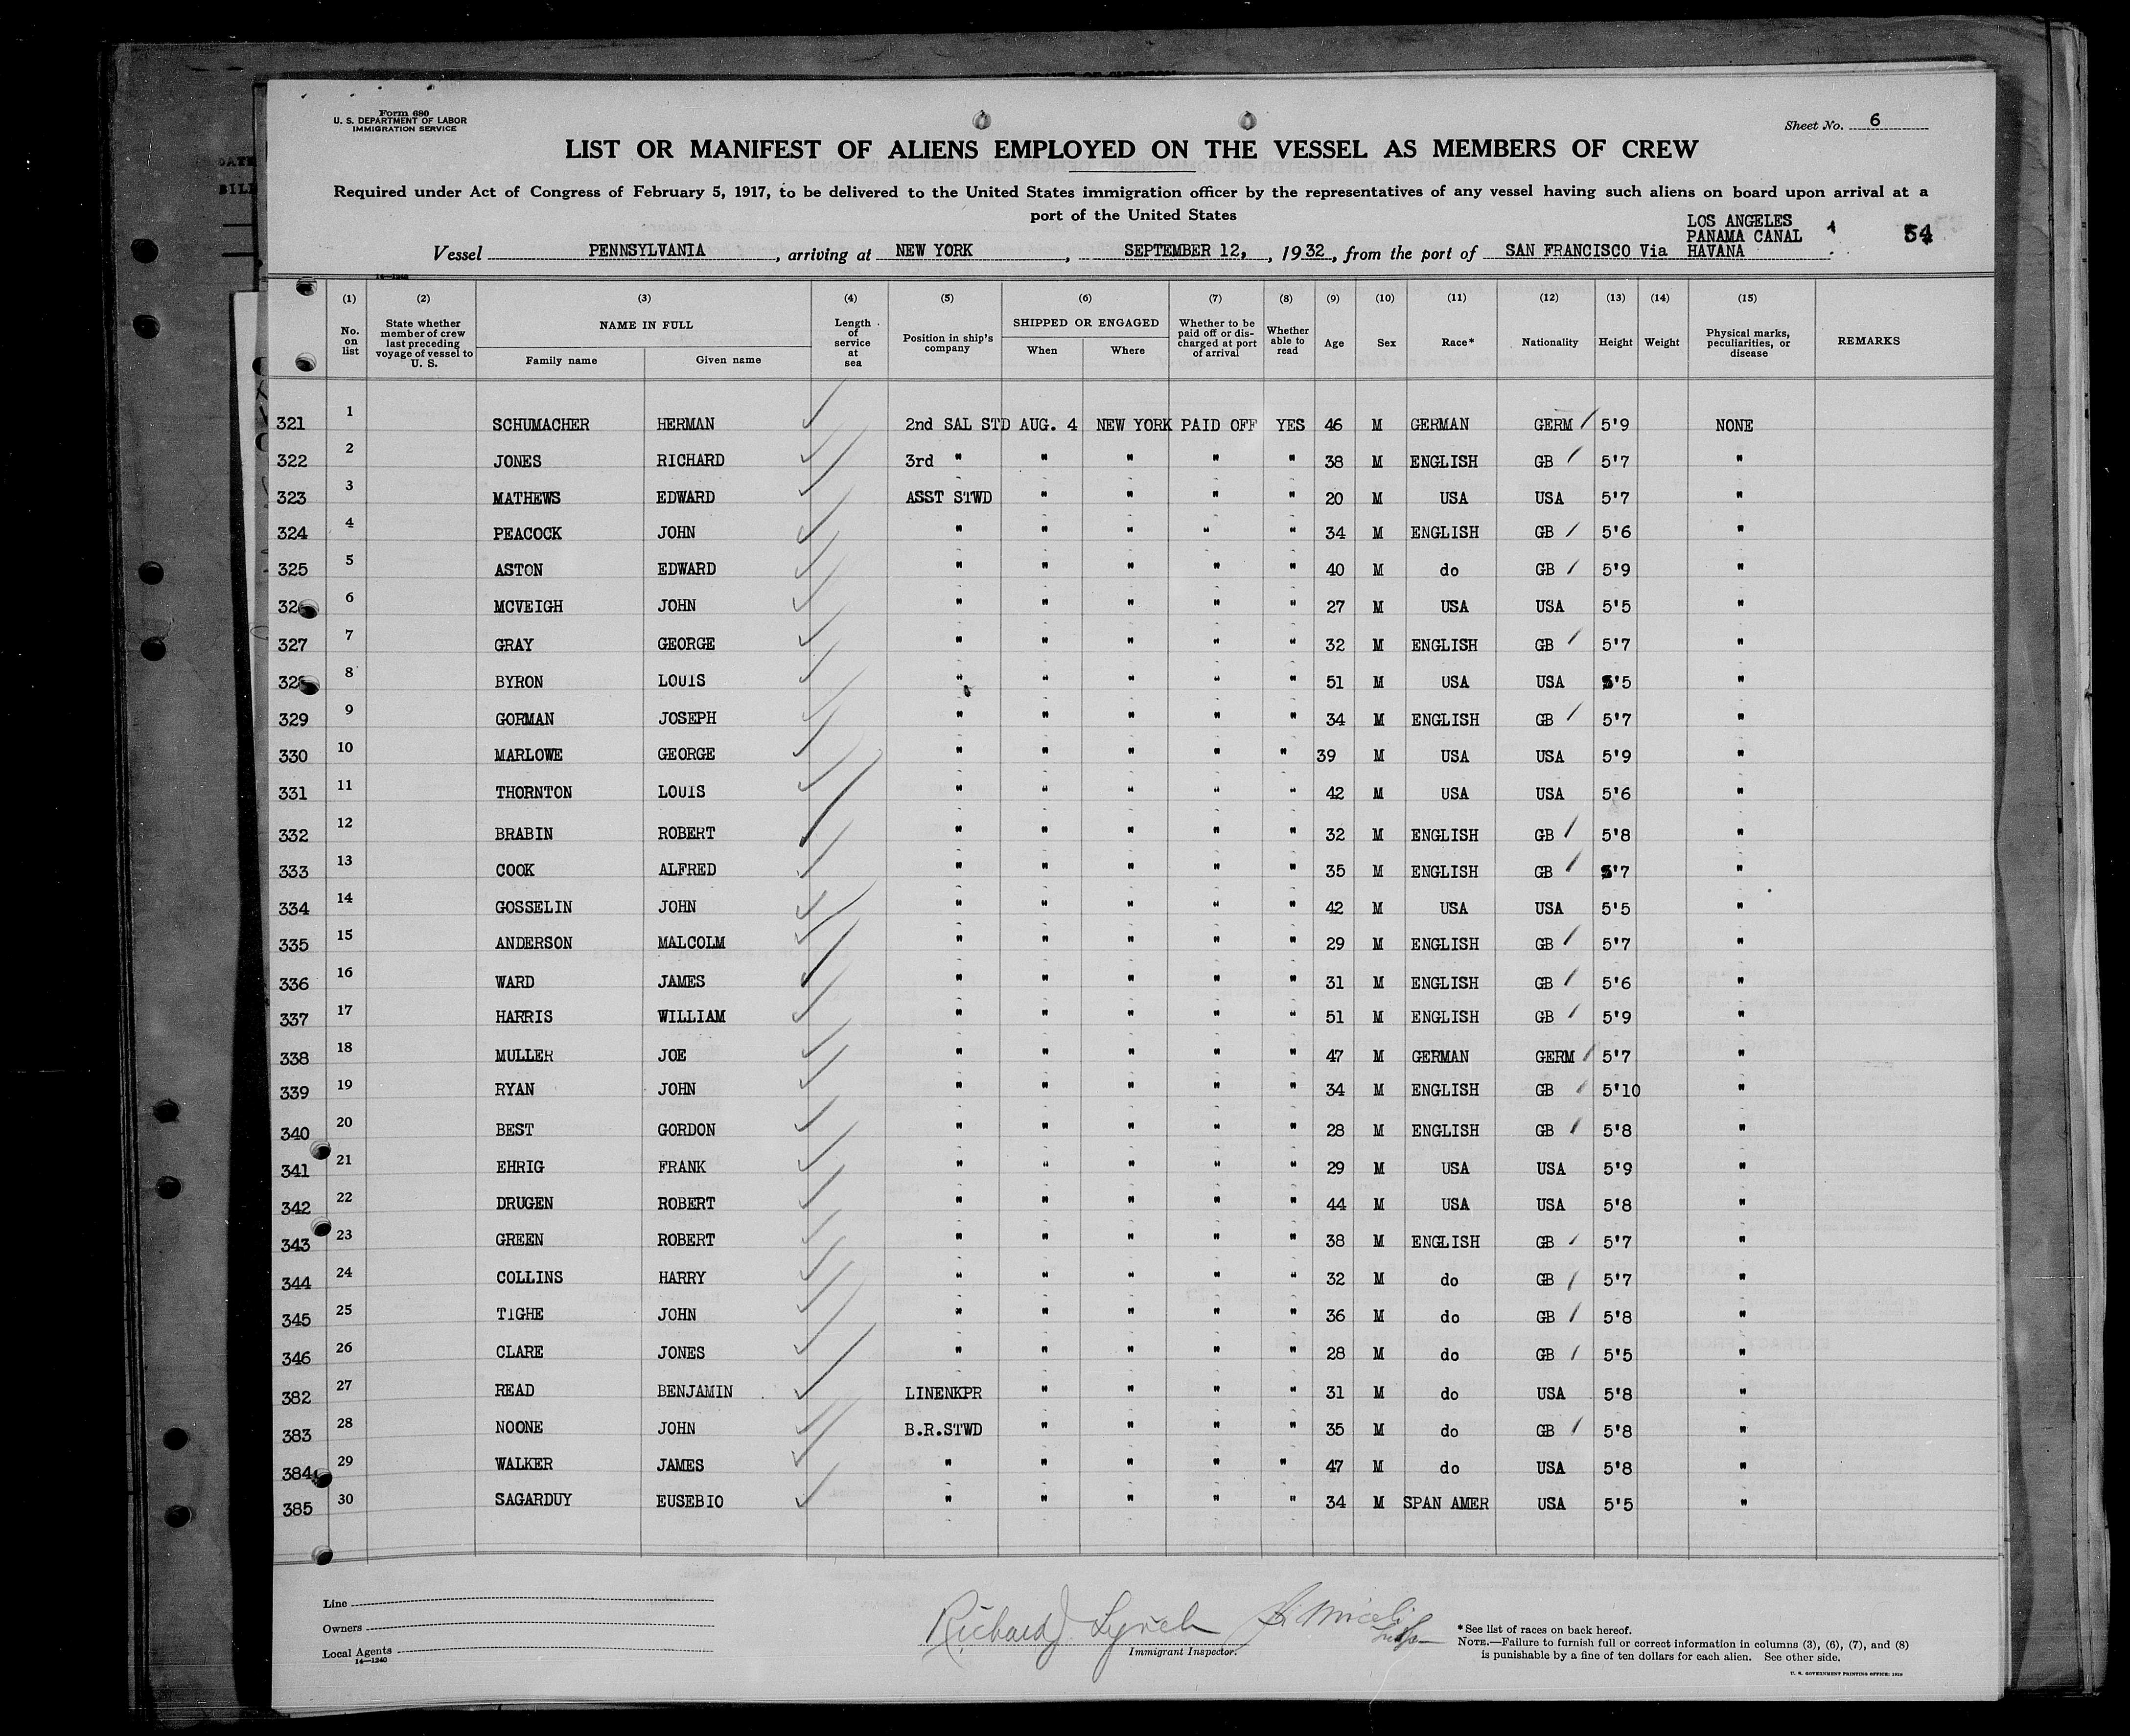 Form 680
U. S. DEPARTMENT OF LABOR
IMMIGRATION SERVICE
Sheet No. 6
LIST OR MANIFEST OF ALIENS EMPLOYED ON THE VESSEL AS MEMBERS OF CREW
Required under Act of Congress of February 5, 1917, to be delivered to the United States immigration officer by the representatives of any vessel having such aliens on board upon arrival at a
port of the United States
LOS ANGELES
PANAMA CANAL 54
Vessel PENNSYLVANIA, arriving at NEW YORK, SEPTEMBER 12, 1932, from the port of SAN FRANCISCO Via HAVANA
14-1240
(1) (2) (3) (4) (5) (6) (7) (8) (9) (10) (11) (12) (13) (14) (15)
No. on list State whether member of crew last preceding voyage of vessel to U. S. NAME IN FULL Family name Given name Length of service at sea Position in ship's company SHIPPED OR ENGAGED When Where Whether to be paid off or discharged at port of arrival Whether able to read Age Sex Race* Nationality Height Weight Physical marks, peculiarities, or disease REMARKS
321 1 SCHUMACHER HERMAN 2nd SAL STD AUG. 4 NEW YORK PAID OFF YES 46 M GERMAN GERM 5'9 NONE
322 2 JONES RICHARD 3rd " " " " " 38 M ENGLISH GB 5'7 "
323 3 MATHEWS EDWARD ASST STWD " " " " 20 M USA USA 5'7 "
324 4 PEACOCK JOHN " " " " " 34 M ENGLISH GB 5'6 "
325 5 ASTON EDWARD " " " " " 40 M do GB 5'9 "
32 6 MCVEIGH JOHN " " " " " 27 M USA USA 5'5 "
327 7 GRAY GEORGE " " " " " 32 M ENGLISH GB 5'7 "
328 8 BYRON LOUIS " " " " " 51 M USA USA 5'5 "
329 9 GORMAN JOSEPH " " " " " 34 M ENGLISH GB 5'7 "
330 10 MARLOWE GEORGE " " " " " 39 M USA USA 5'9 "
331 11 THORNTON LOUIS " " " " " 42 M USA USA 5'6 "
332 12 BRABIN ROBERT " " " " " 32 M ENGLISH GB 5'8 "
333 13 COOK ALFRED " " " " " 35 M ENGLISH GB 5'7 "
334 14 GOSSELIN JOHN " " " " " 42 M USA USA 5'5 "
335 15 ANDERSON MALCOLM " " " " " 29 M ENGLISH GB 5'7 "
336 16 WARD JAMES " " " " " 31 M ENGLISH GB 5'6 "
337 17 HARRIS WILLIAM " " " " " 51 M ENGLISH GB 5'9 "
338 18 MULLER JOE " " " " " 47 M GERMAN GERM 5'7 "
339 19 RYAN JOHN " " " " " 34 M ENGLISH GB 5'10 "
340 20 BEST GORDON " " " " " 28 M ENGLISH GB 5'8 "
341 21 EHRIG FRANK " " " " " 29 M USA USA 5'9 "
342 22 DRUGEN ROBERT " " " " " 44 M USA USA 5'8 "
343 23 GREEN ROBERT " " " " " 38 M ENGLISH GB 5'7 "
344 24 COLLINS HARRY " " " " " 32 M do GB 5'7 "
345 25 TIGHE JOHN " " " " " 36 M do GB 5'8 "
346 26 CLARE JONES " " " " " 28 M do GB 5'5 "
382 27 READ BENJAMIN LINENKPR " " " " 31 M do USA 5'8 "
383 28 NOONE JOHN B.R.STWD " " " " 35 M do GB 5'8 "
384 29 WALKER JAMES " " " " " 47 M do USA 5'8 "
385 30 SAGARDUY EUSEBIO " " " " " 34 M SPAN AMER USA 5'5 "
Line
Owners
Local Agents
14-1240
Richard J. Lynch
Immigrant Inspector.
*See list of races on back hereof.
NOTE.—Failure to furnish full or correct information in columns (3), (6), (7), and (8)
is punishable by a fine of ten dollars for each alien. See other side.
U. S. GOVERNMENT PRINTING OFFICE: 1929